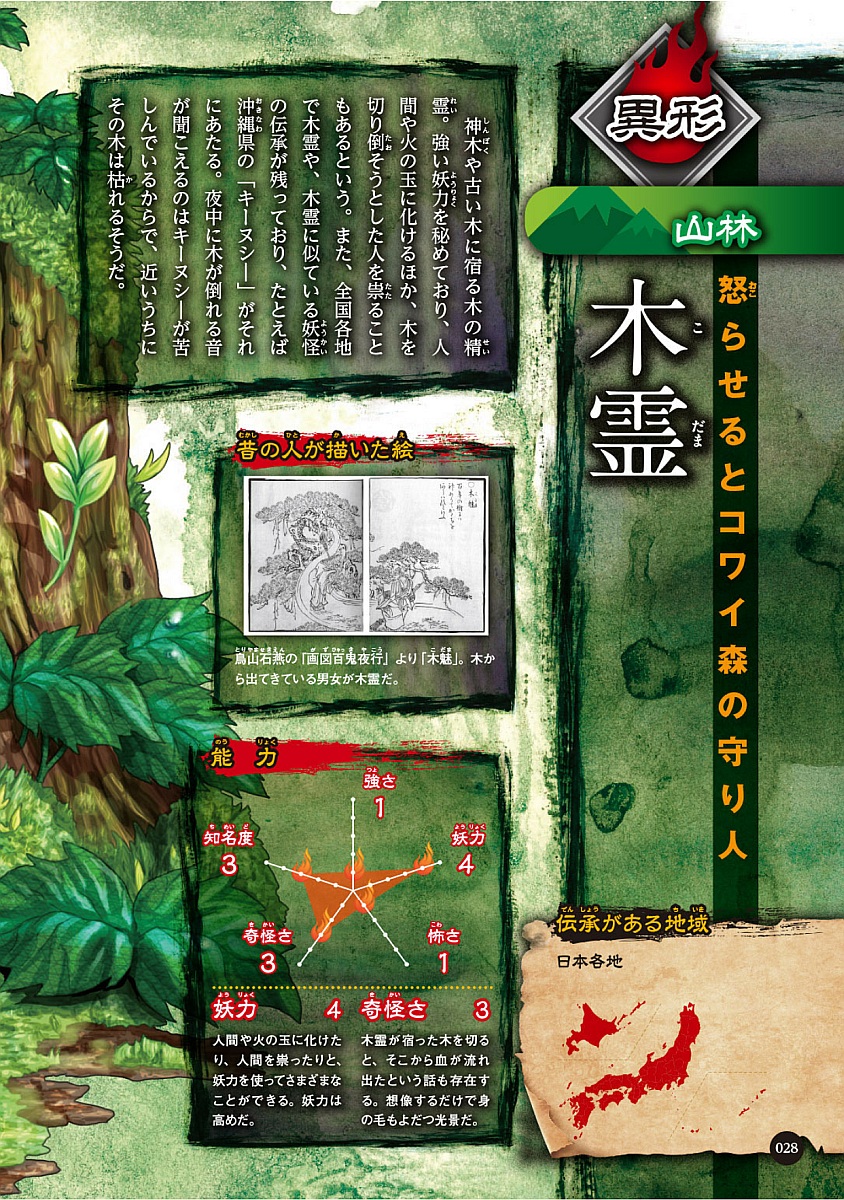 異形
山林
怒らせるとコワイ森の守り人
おこ
木霊
こ だま
神木や古い木に宿る木の精
霊。強い妖力を秘めており、人
間や火の玉に化けるほか、木を
切り倒そうとした人を祟ること
もあるという。また、全国各地
で木霊や、木霊に似ている妖怪
の伝承が残っており、たとえば
沖縄県の「キーヌシー」がそれ
にあたる。夜中に木が倒れる音
が聞こえるのはキーヌシーが苦
しんでいるからで、近いうちに
その木は枯れるそうだ。
昔の人が描いた絵
木魅
鳥山石燕の「画図百鬼夜行」より「木魅」。木か
ら出てきている男女が木霊だ。
能力
強さ
1
妖力
4
怖さ
1
奇怪さ
3
知名度
3
妖力 4
人間や火の玉に化けた
り、人間を祟ったりと、
妖力を使ってさまざまな
ことができる。妖力は
高めだ。
奇怪さ 3
木霊が宿った木を切る
と、そこから血が流れ
出たという話も存在す
る。想像するだけで身
の毛もよだつ光景だ。
伝承がある地域
日本各地
028